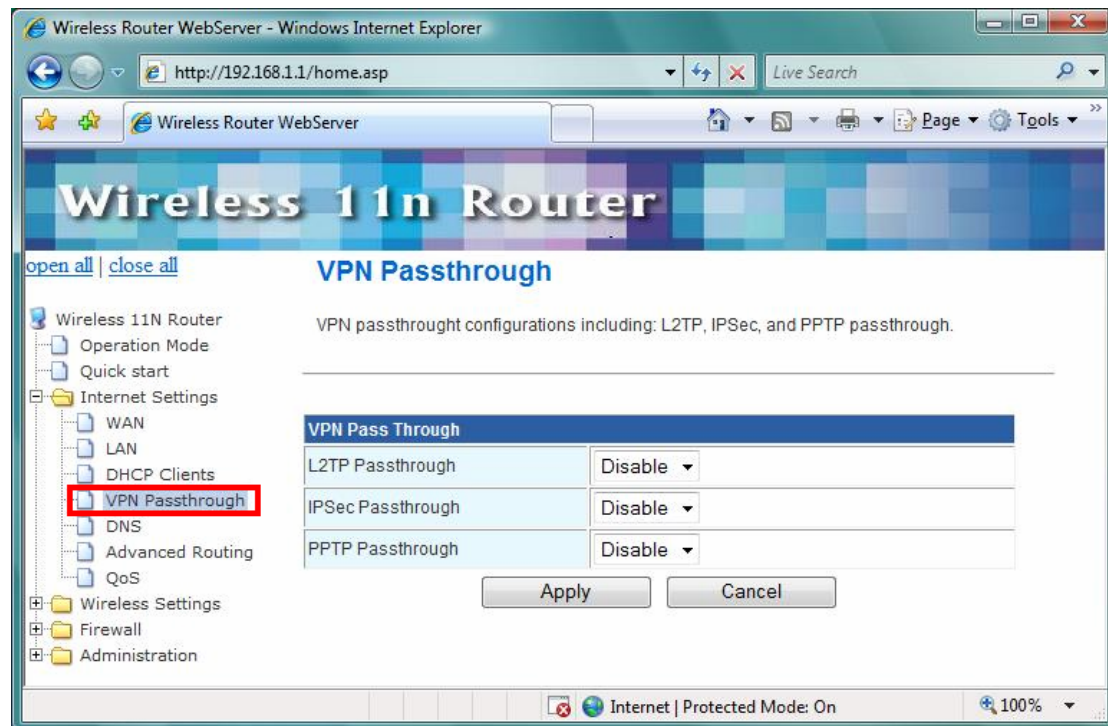 Wireless Router WebServer - Windows Internet Explorer
http://192.168.1.1/home.asp
Live Search
Wireless Router WebServer
Page
Tools
Wireless 11n Router
open all | close all
Wireless 11N Router
Operation Mode
Quick start
Internet Settings
WAN
LAN
DHCP Clients
VPN Passthrough
DNS
Advanced Routing
QoS
Wireless Settings
Firewall
Administration
VPN Passthrough
VPN passthrought configurations including: L2TP, IPSec, and PPTP passthrough.
VPN Pass Through
L2TP Passthrough Disable
IPSec Passthrough Disable
PPTP Passthrough Disable
Apply Cancel
Internet | Protected Mode: On
100%